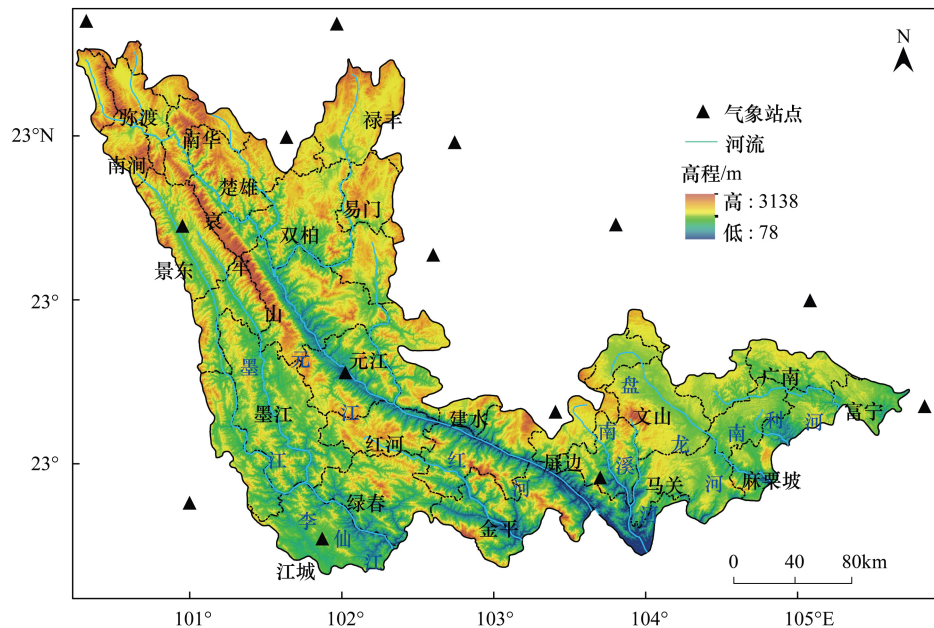 N
气象站点
河流
高程/m
高 : 3138
低 : 78
23°N
23°
23°
弥渡
南华
禄丰
南涧
楚雄
易门
哀
双柏
牢
景东
山
元江
墨
元
江
墨江
江
建水
红河
红
河
绿春
李
仙
江
江城
金平
屏边
盘
文山
南
溪
河
龙
河
马关
广南
南
利
河
富宁
麻栗坡
0
40
80km
101°
102°
103°
104°
105°E